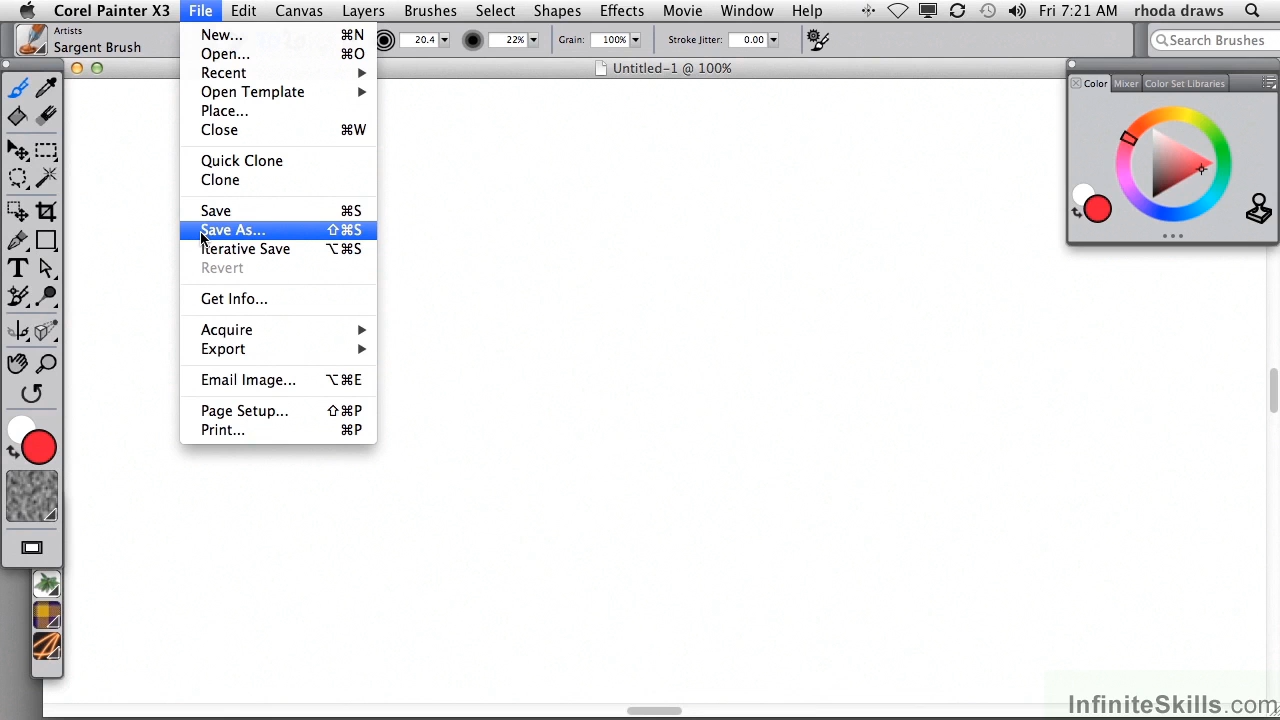 Corel Painter X3 File Edit Canvas Layers Brushes Select Shapes Effects Movie Window Help Fri 7:21 AM rhoda draws
Artists
Sargent Brush
20.4 22% Grain: 100% Stroke Jitter: 0.00 Search Brushes
Untitled-1 @ 100%
New... ⌘N
Open... ⌘O
Recent
Open Template
Place...
Close ⌘W
Quick Clone
Clone
Save ⌘S
Save As... ⇧⌘S
Iterative Save ⌥⌘S
Revert
Get Info...
Acquire
Export
Email Image... ⌥⌘E
Page Setup... ⇧⌘P
Print... ⌘P
Color Mixer Color Set Libraries
InfiniteSkills.com